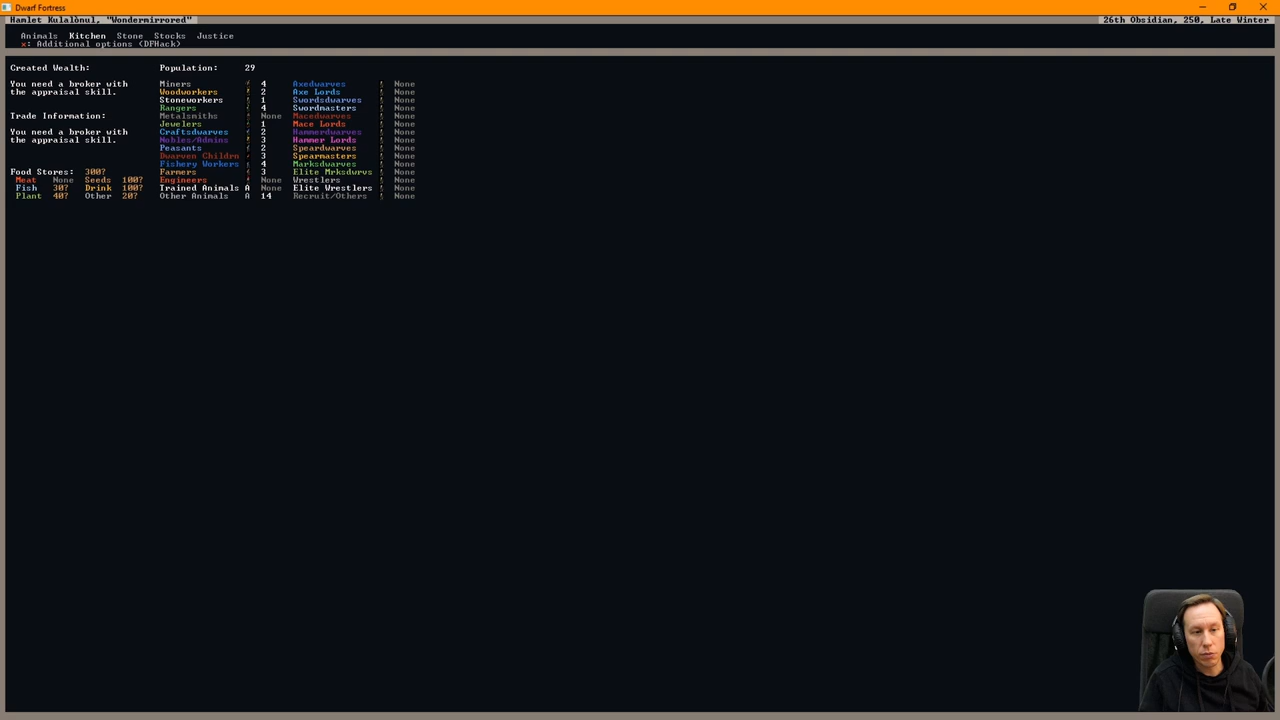 Dwarf Fortress
Hamlet Kulalònul, "Wondermirrored" 26th Obsidian, 250, Late Winter
Animals Kitchen Stone Stocks Justice
x: Additional options (DFHack)
Created Wealth: Population: 29
You need a broker with Miners 4 Axedwarves None
the appraisal skill. Woodworkers 2 Axe Lords None
Stoneworkers 1 Swordsdwarves None
Rangers 4 Swordmasters None
Trade Information: Metalsmiths None Macedwarves None
Jewelers 1 Mace Lords None
You need a broker with Craftsdwarves 2 Hammerdwarves None
the appraisal skill. Nobles/Admins 3 Hammer Lords None
Peasants 2 Speardwarves None
Dwarven Childrn 3 Spearmasters None
Fishery Workers 4 Marksdwarves None
Food Stores: 300? Farmers 3 Elite Mrksdwrvs None
Meat None Seeds 100? Engineers None Wrestlers None
Fish 30? Drink 100? Trained Animals A None Elite Wrestlers None
Plant 40? Other 20? Other Animals A 14 Recruit/Others None